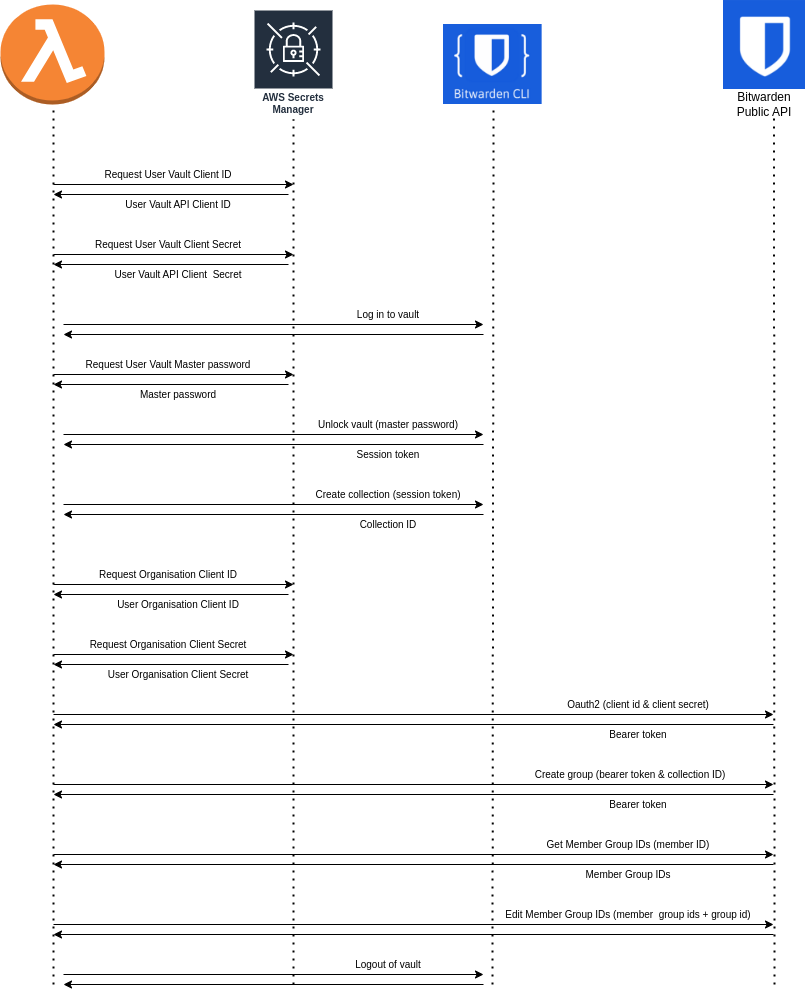 AWS Secrets
Manager
{ }
Bitwarden CLI
Bitwarden
Public API
Request User Vault Client ID
User Vault API Client ID
Request User Vault Client Secret
User Vault API Client  Secret
Log in to vault
Request User Vault Master password
Master password
Unlock vault (master password)
Session token
Create collection (session token)
Collection ID
Request Organisation Client ID
User Organisation Client ID
Request Organisation Client Secret
User Organisation Client Secret
Oauth2 (client id & client secret)
Bearer token
Create group (bearer token & collection ID)
Bearer token
Get Member Group IDs (member ID)
Member Group IDs
Edit Member Group IDs (member  group ids + group id)
Logout of vault